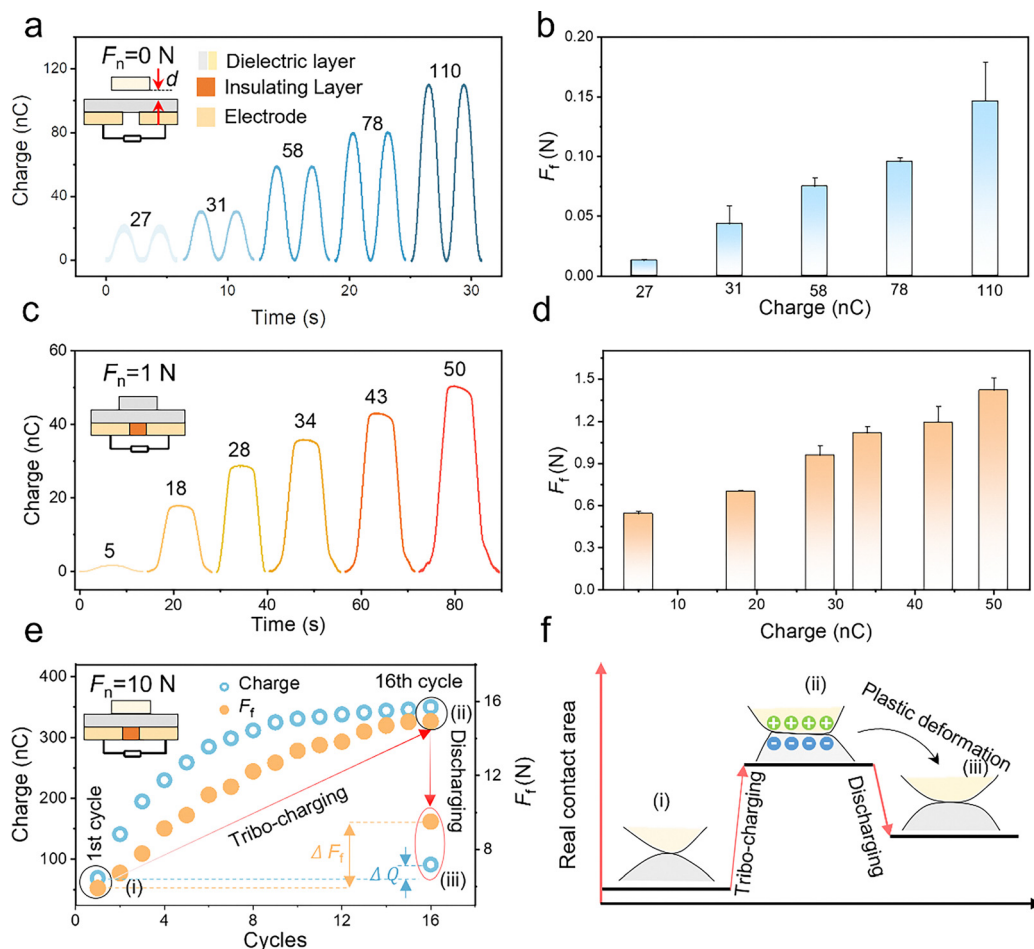 a
Fn=0 N
d
Dielectric layer
Insulating Layer
Electrode
27
31
58
78
110
Charge (nC)
120
80
40
0
0
10
20
30
Time (s)
b
Ff (N)
0.20
0.15
0.10
0.05
0.00
27
31
58
78
110
Charge (nC)
c
Fn=1 N
5
18
28
34
43
50
Charge (nC)
60
40
20
0
0
20
40
60
80
Time (s)
d
Ff (N)
1.5
1.2
0.9
0.6
0.3
0.0
10
20
30
40
50
Charge (nC)
e
Fn=10 N
Charge
Ff
16th cycle
(ii)
Discharging
Tribo-charging
1st cycle
(i)
Δ Ff
Δ Q
(iii)
Charge (nC)
400
350
300
250
200
150
100
50
0
4
8
12
16
Cycles
Ff (N)
16
14
12
8
f
Real contact area
(i)
Tribo-charging
(ii)
Plastic deformation
Discharging
(iii)